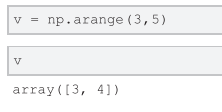 v = np.arange(3,5)
v
array([3, 4])